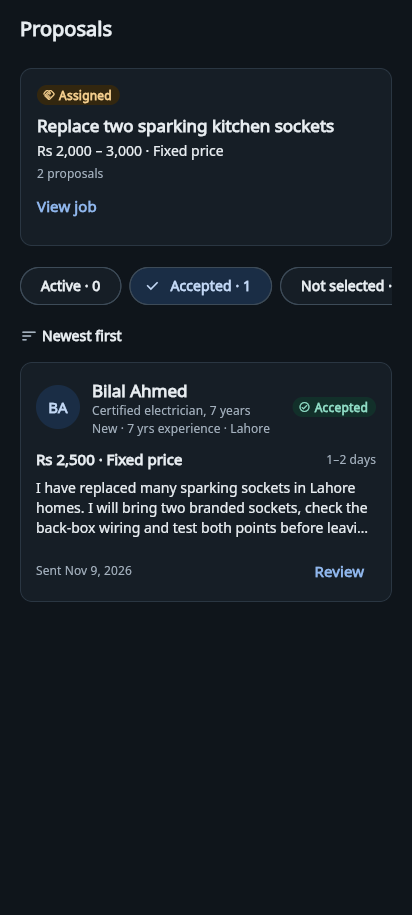 Proposals
Assigned
Replace two sparking kitchen sockets
Rs 2,000 – 3,000 · Fixed price
2 proposals
View job
Active · 0
Accepted · 1
Not selected ·
Newest first
BA
Bilal Ahmed
Certified electrician, 7 years
New · 7 yrs experience · Lahore
Accepted
Rs 2,500 · Fixed price
1–2 days
I have replaced many sparking sockets in Lahore
homes. I will bring two branded sockets, check the
back-box wiring and test both points before leavi...
Sent Nov 9, 2026
Review